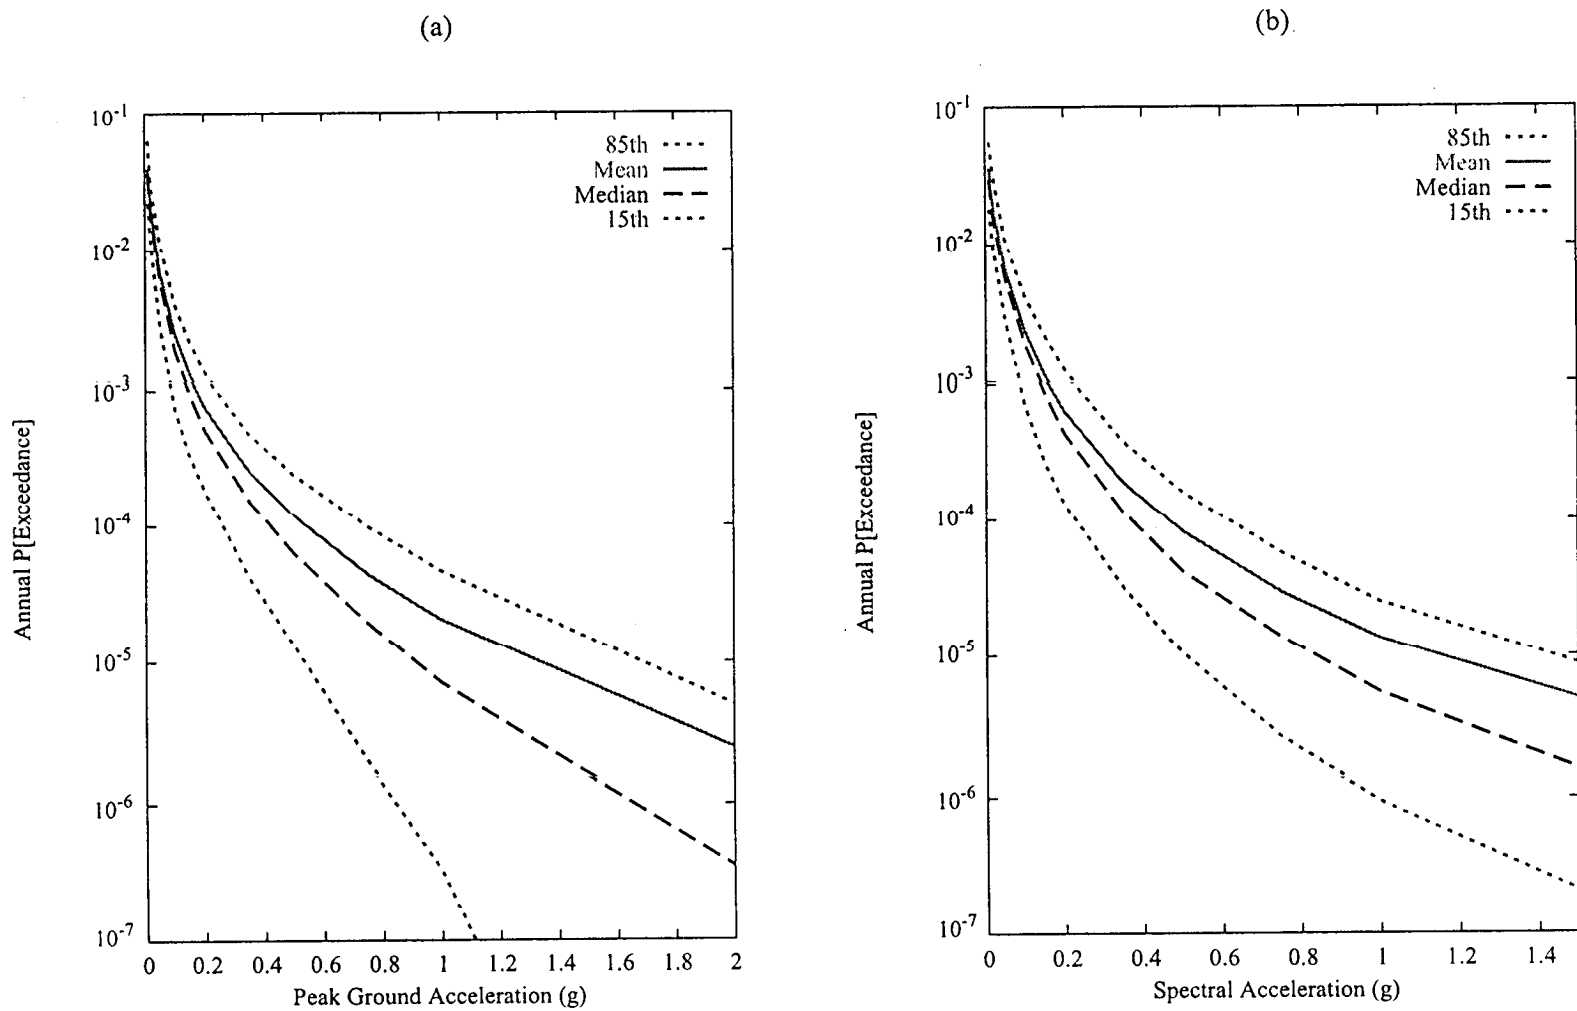 (a)
10^-1
85th
Mean
Median
15th
10^-2
10^-3
10^-4
10^-5
10^-6
10^-7
Annual P[Exceedance]
0 0.2 0.4 0.6 0.8 1 1.2 1.4 1.6 1.8 2
Peak Ground Acceleration (g)
(b)
10^-1
85th
Mean
Median
15th
10^-2
10^-3
10^-4
10^-5
10^-6
10^-7
Annual P[Exceedance]
0 0.2 0.4 0.6 0.8 1 1.2 1.4
Spectral Acceleration (g)